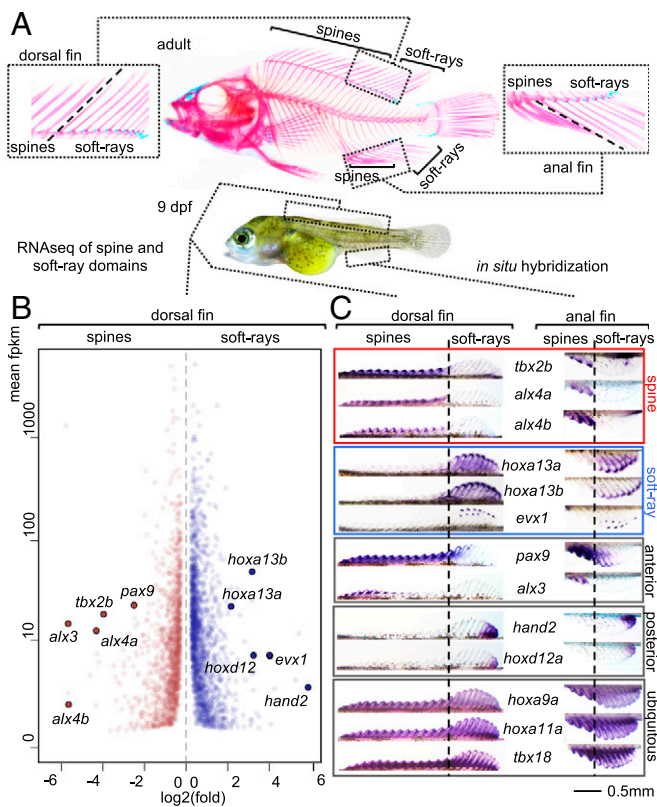 A
adult
spines
soft-rays
dorsal fin
spines
soft-rays
spines
soft-rays
anal fin
spines
soft-rays
9 dpf
RNAseq of spine and
soft-ray domains
in situ hybridization
B
dorsal fin
spines
soft-rays
mean fpkm
1000
100
10
0
hoxa13b
hoxa13a
pax9
tbx2b
alx3
alx4a
hoxd12
evx1
hand2
alx4b
-6
-4
-2
0
0
2
4
6
log2(fold)
C
dorsal fin
anal fin
spines
soft-rays
spines
soft-rays
tbx2b
alx4a
alx4b
spine
hoxa13a
hoxa13b
evx1
soft-ray
pax9
alx3
anterior
hand2
hoxd12a
posterior
hoxa9a
hoxa11a
tbx18
ubiquitous
0.5mm